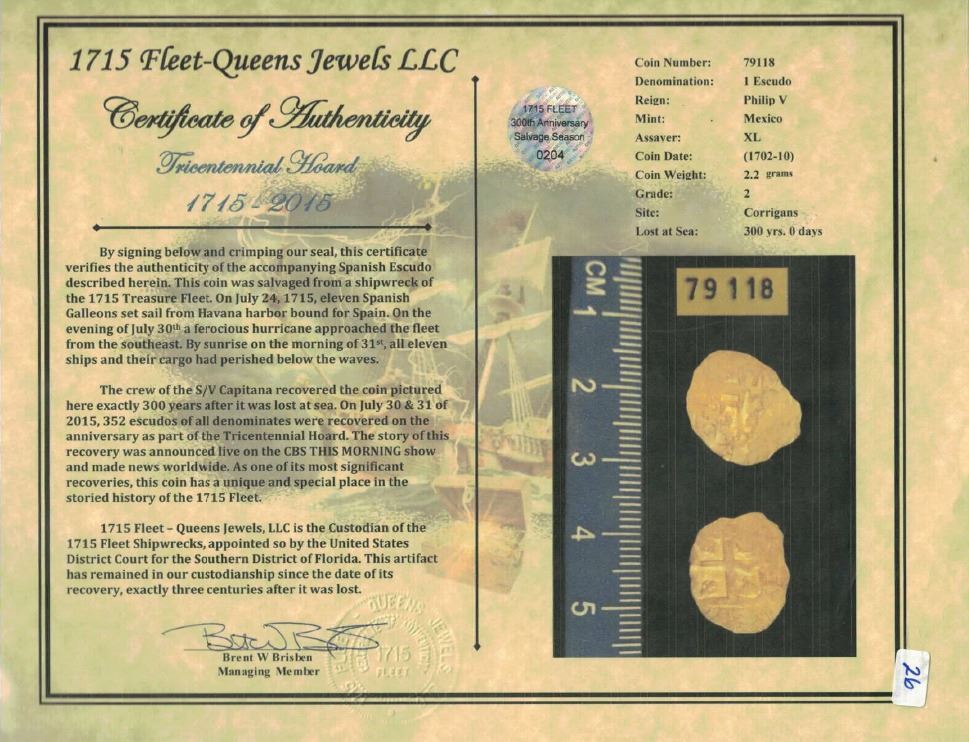 1715 Fleet-Queens Jewels LLC
Certificate of Authenticity
Tricentennial Hoard
1715 - 2015
By signing below and crimping our seal, this certificate
verifies the authenticity of the accompanying Spanish Escudo
described herein. This coin was salvaged from a shipwreck of
the 1715 Treasure Fleet. On July 24, 1715, eleven Spanish
Galleons set sail from Havana harbor bound for Spain. On the
evening of July 30th a ferocious hurricane approached the fleet
from the southeast. By sunrise on the morning of 31st, all eleven
ships and their cargo had perished below the waves.
The crew of the S/V Capitana recovered the coin pictured
here exactly 300 years after it was lost at sea. On July 30 & 31 of
2015, 352 escudos of all denominates were recovered on the
anniversary as part of the Tricentennial Hoard. The story of this
recovery was announced live on the CBS THIS MORNING show
and made news worldwide. As one of its most significant
recoveries, this coin has a unique and special place in the
storied history of the 1715 Fleet.
1715 Fleet – Queens Jewels, LLC is the Custodian of the
1715 Fleet Shipwrecks, appointed so by the United States
District Court for the Southern District of Florida. This artifact
has remained in our custodianship since the date of its
recovery, exactly three centuries after it was lost.
Brent W Brisben
Managing Member
QUEENS JEWELS
1715
FLEET
1715 FLEET
300th Anniversary
Salvage Season
0204
Coin Number: 79118
Denomination: 1 Escudo
Reign: Philip V
Mint: Mexico
Assayer: XL
Coin Date: (1702-10)
Coin Weight: 2.2 grams
Grade: 2
Site: Corrigans
Lost at Sea: 300 yrs. 0 days
CM 1 2 3 4 5
79 118
26